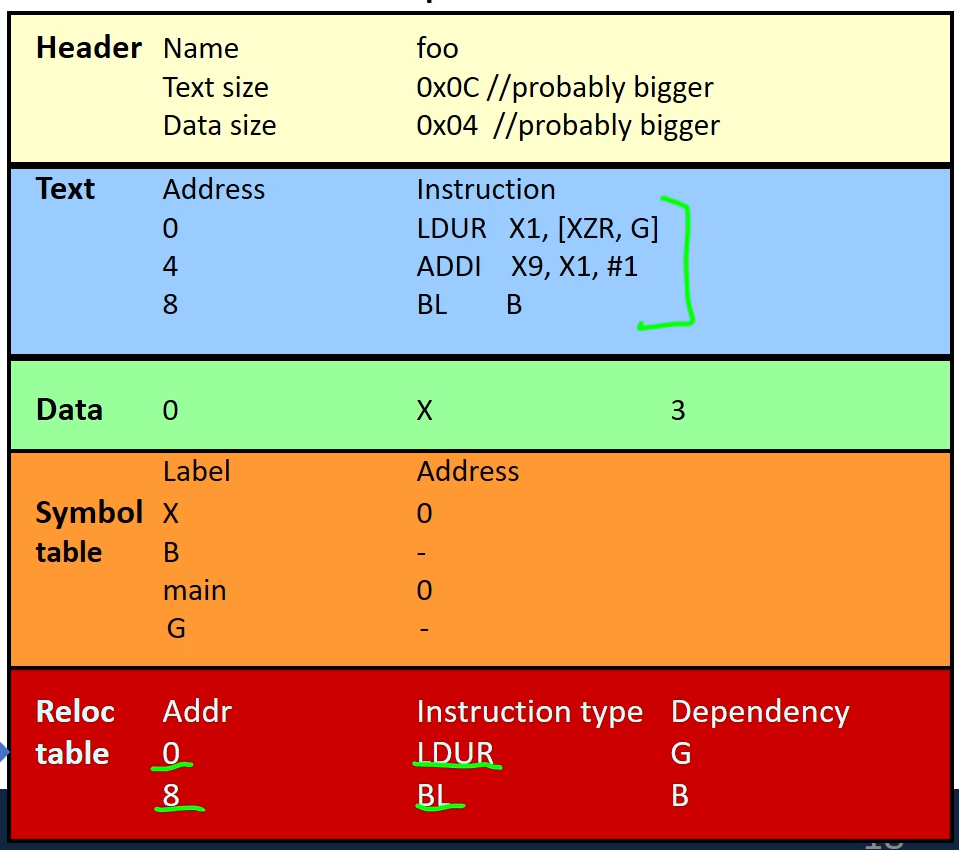 Header Name foo
Text size 0x0C //probably bigger
Data size 0x04 //probably bigger
Text Address Instruction
0 LDUR X1, [XZR, G]
4 ADDI X9, X1, #1
8 BL B
Data 0 X 3
Label Address
Symbol X 0
table B -
main 0
G -
Reloc Addr Instruction type Dependency
table 0 LDUR G
8 BL B